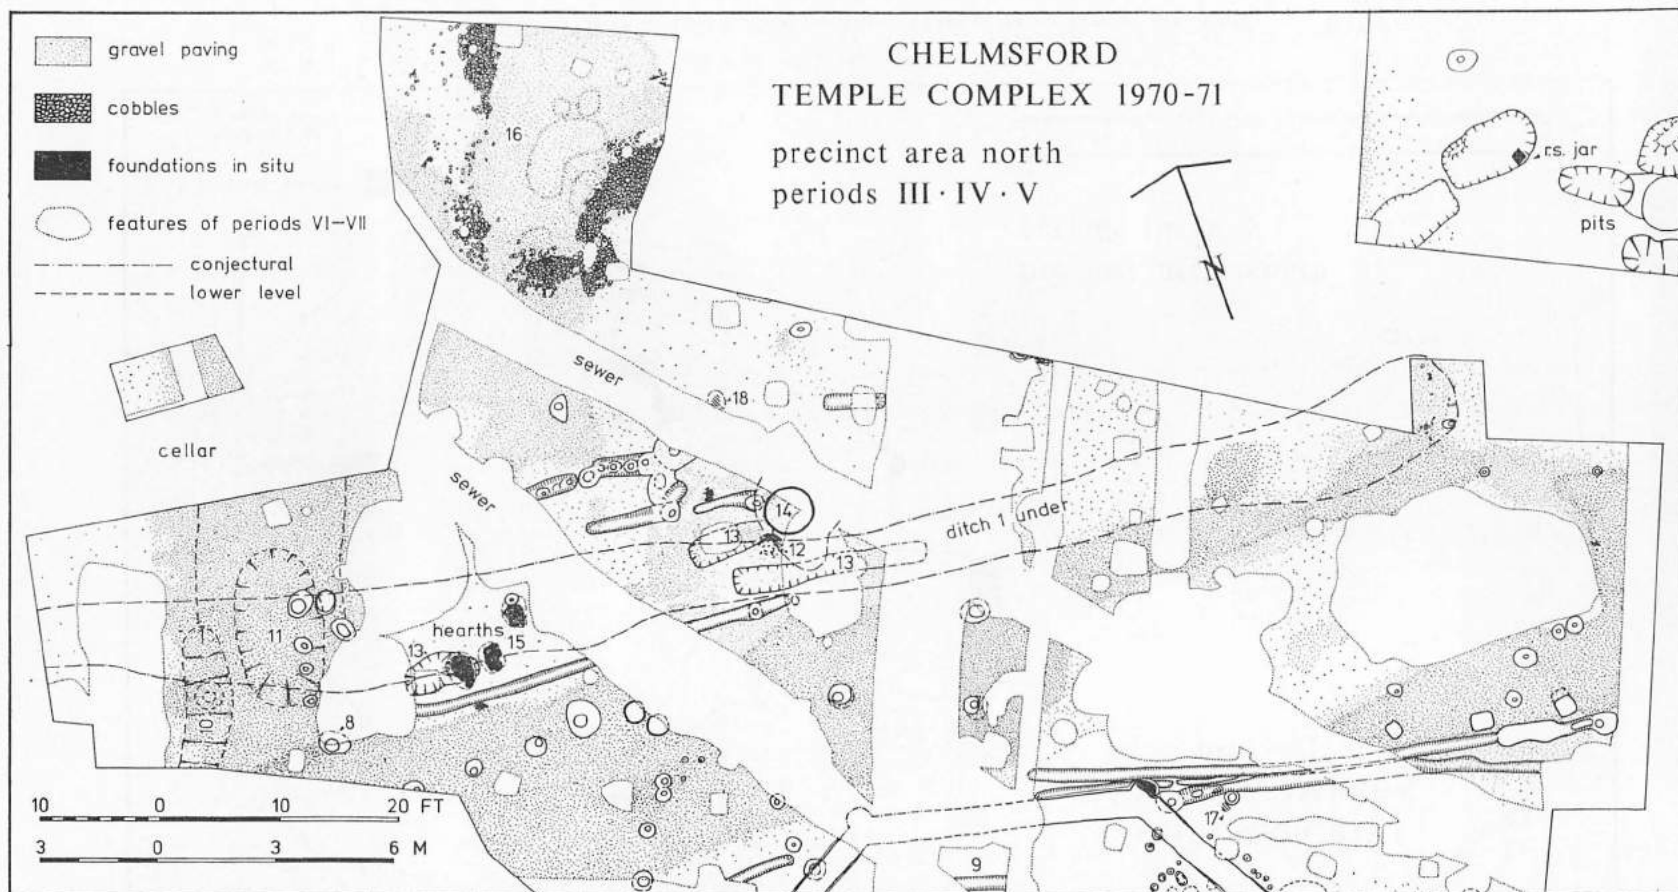 gravel paving
cobbles
foundations in situ
features of periods VI–VII
conjectural
lower level
CHELMSFORD
TEMPLE COMPLEX 1970-71
precinct area north
periods III · IV · V
N
r.s. jar
pits
16
sewer
18
cellar
sewer
14
13
12
13
ditch 1 under
11
hearths
15
13
10
8
17
9
10 0 10 20 FT
3 0 3 6 M